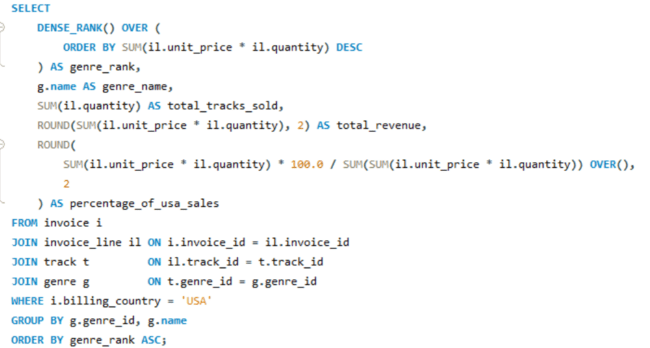 SELECT
    DENSE_RANK() OVER (
        ORDER BY SUM(il.unit_price * il.quantity) DESC
    ) AS genre_rank,
    g.name AS genre_name,
    SUM(il.quantity) AS total_tracks_sold,
    ROUND(SUM(il.unit_price * il.quantity), 2) AS total_revenue,
    ROUND(
        SUM(il.unit_price * il.quantity) * 100.0 / SUM(SUM(il.unit_price * il.quantity)) OVER(),
        2
    ) AS percentage_of_usa_sales
FROM invoice i
JOIN invoice_line il ON i.invoice_id = il.invoice_id
JOIN track t         ON il.track_id = t.track_id
JOIN genre g         ON t.genre_id = g.genre_id
WHERE i.billing_country = 'USA'
GROUP BY g.genre_id, g.name
ORDER BY genre_rank ASC;